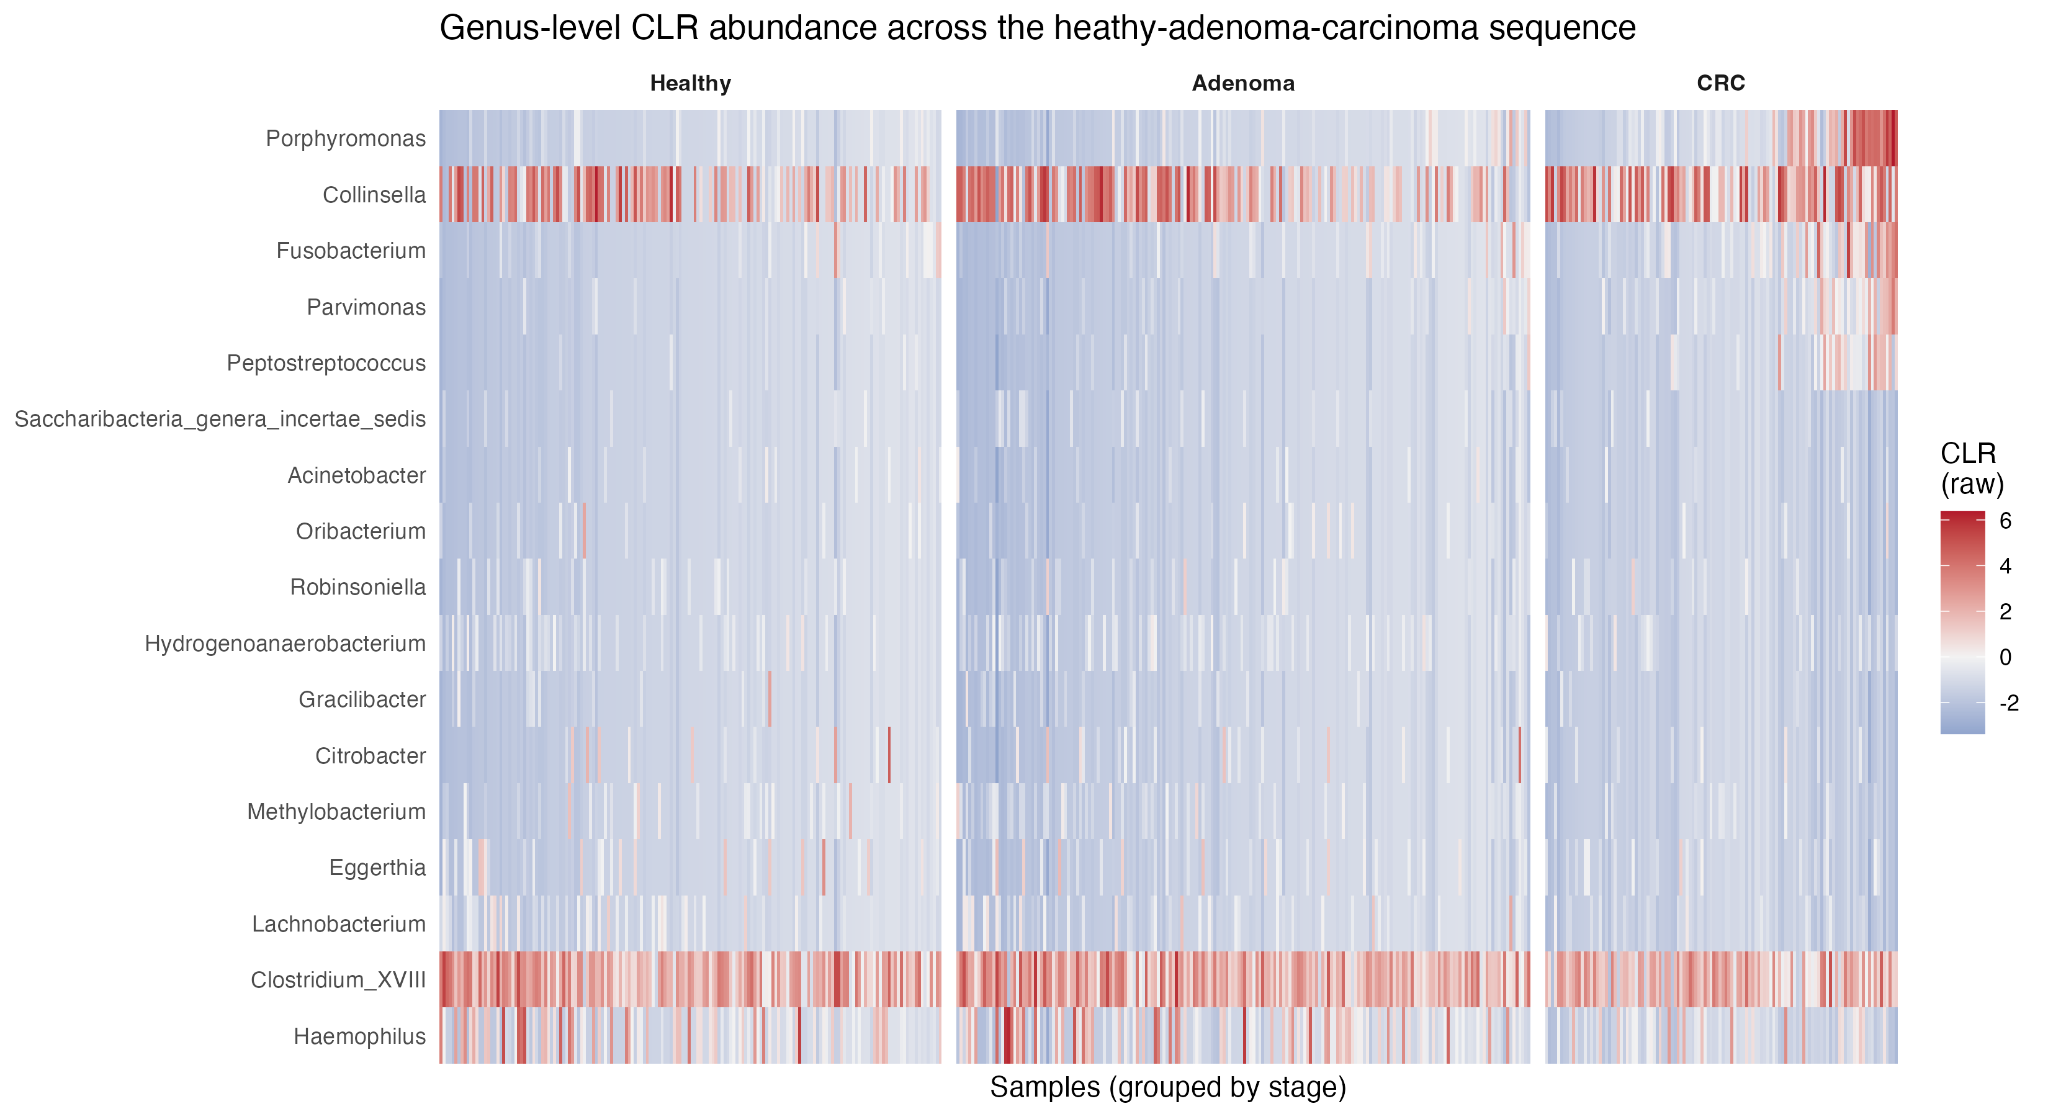 Genus-level CLR abundance across the heathy-adenoma-carcinoma sequence
Healthy
Adenoma
CRC
Porphyromonas
Collinsella
Fusobacterium
Parvimonas
Peptostreptococcus
Saccharibacteria_genera_incertae_sedis
Acinetobacter
Oribacterium
Robinsoniella
Hydrogenoanaerobacterium
Gracilibacter
Citrobacter
Methylobacterium
Eggerthia
Lachnobacterium
Clostridium_XVIII
Haemophilus
Samples (grouped by stage)
CLR
(raw)
6
4
2
0
-2